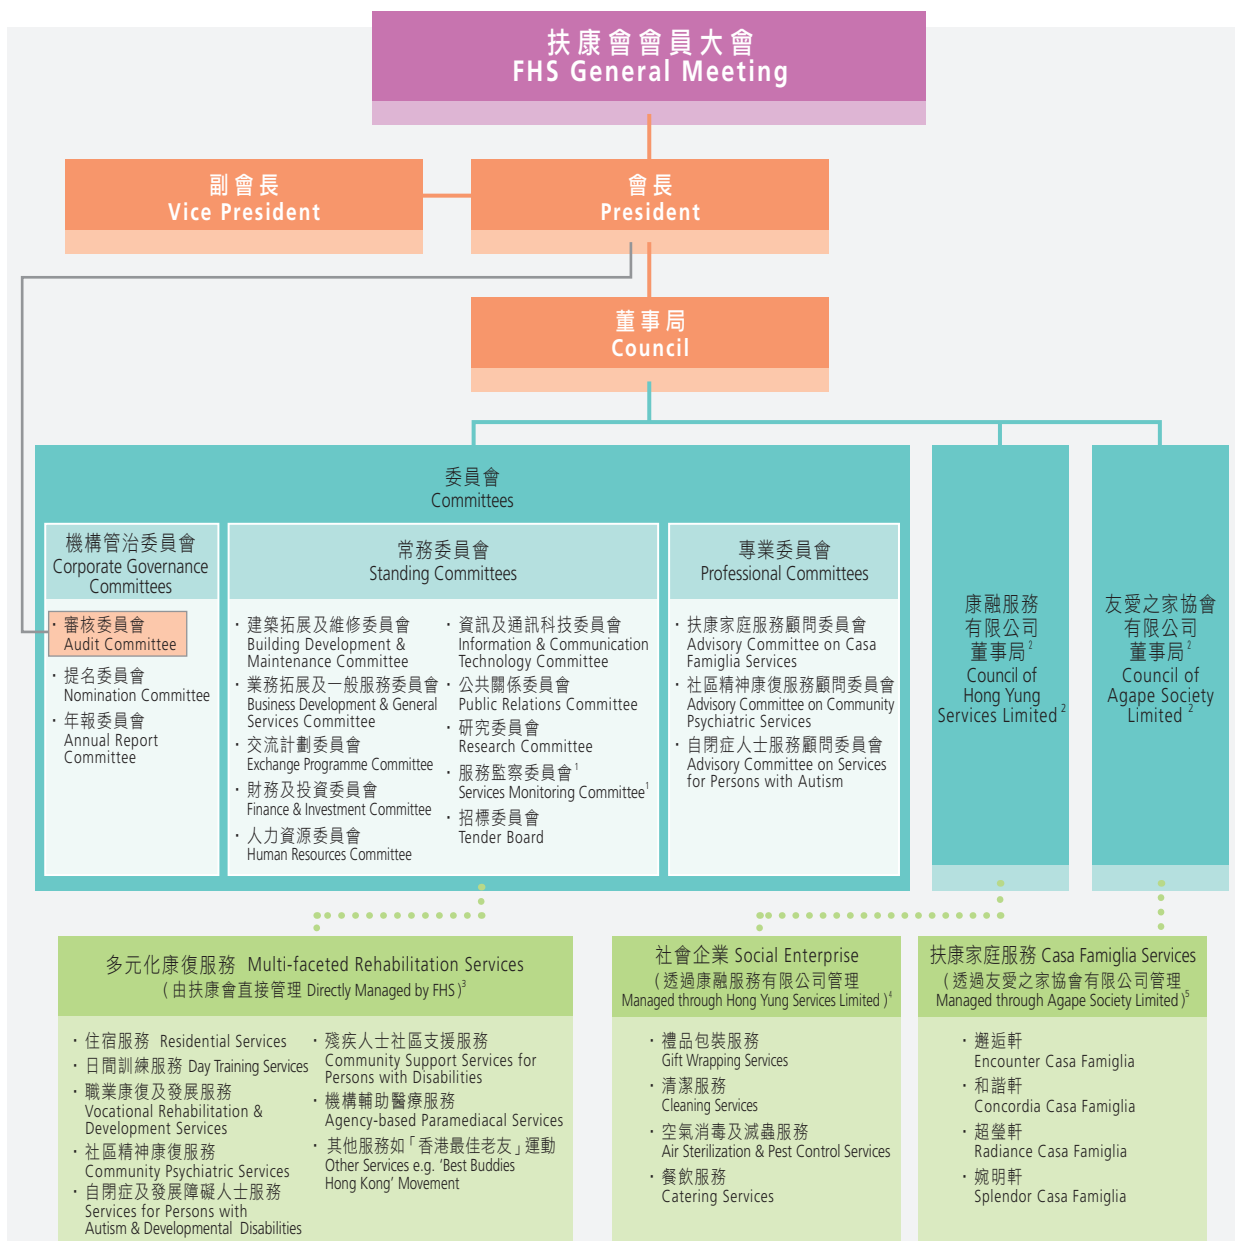 扶康會會員大會
FHS General Meeting
副會長
Vice President
會長
President
董事局
Council
委員會
Committees
機構管治委員會
Corporate Governance
Committees
· 審核委員會
Audit Committee
· 提名委員會
Nomination Committee
· 年報委員會
Annual Report
Committee
常務委員會
Standing Committees
· 建築拓展及維修委員會
Building Development &
Maintenance Committee
· 業務拓展及一般服務委員會
Business Development & General
Services Committee
· 交流計劃委員會
Exchange Programme Committee
· 財務及投資委員會
Finance & Investment Committee
· 人力資源委員會
Human Resources Committee
· 資訊及通訊科技委員會
Information & Communication
Technology Committee
· 公共關係委員會
Public Relations Committee
· 研究委員會
Research Committee
· 服務監察委員會1
Services Monitoring Committee1
· 招標委員會
Tender Board
專業委員會
Professional Committees
· 扶康家庭服務顧問委員會
Advisory Committee on Casa
Famiglia Services
· 社區精神康復服務顧問委員會
Advisory Committee on Community
Psychiatric Services
· 自閉症人士服務顧問委員會
Advisory Committee on Services
for Persons with Autism
康融服務
有限公司
董事局2
Council of
Hong Yung
Services Limited 2
友愛之家協會
有限公司
董事局2
Council of
Agape Society
Limited 2
多元化康復服務 Multi-faceted Rehabilitation Services
(由扶康會直接管理 Directly Managed by FHS)3
· 住宿服務 Residential Services
· 日間訓練服務 Day Training Services
· 職業康復及發展服務
Vocational Rehabilitation &
Development Services
· 社區精神康復服務
Community Psychiatric Services
· 自閉症及發展障礙人士服務
Services for Persons with
Autism & Developmental Disabilities
· 殘疾人士社區支援服務
Community Support Services for
Persons with Disabilities
· 機構輔助醫療服務
Agency-based Paramediacal Services
· 其他服務如「香港最佳老友」運動
Other Services e.g. ‘Best Buddies
Hong Kong’ Movement
社會企業 Social Enterprise
(透過康融服務有限公司管理
Managed through Hong Yung Services Limited )4
· 禮品包裝服務
Gift Wrapping Services
· 清潔服務
Cleaning Services
· 空氣消毒及滅蟲服務
Air Sterilization & Pest Control Services
· 餐飲服務
Catering Services
扶康家庭服務 Casa Famiglia Services
(透過友愛之家協會有限公司管理
Managed through Agape Society Limited)5
· 邂逅軒
Encounter Casa Famiglia
· 和諧軒
Concordia Casa Famiglia
· 超瑩軒
Radiance Casa Famiglia
· 婉明軒
Splendor Casa Famiglia